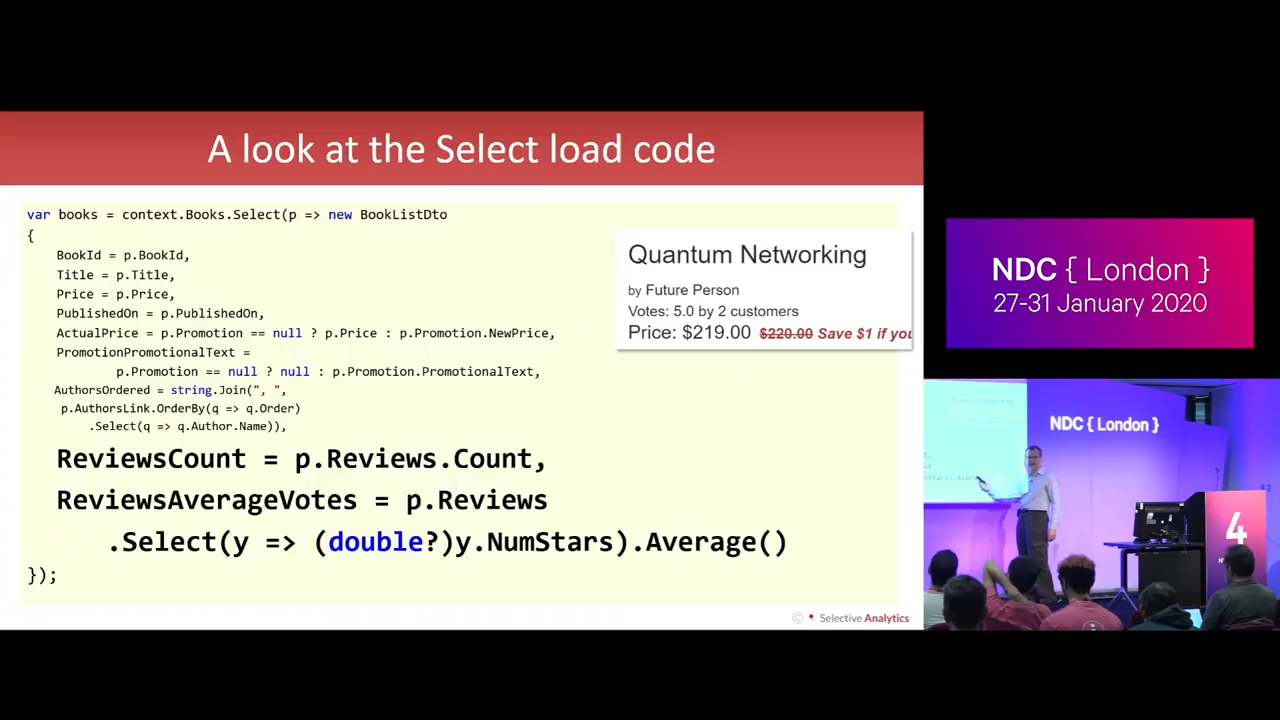 A look at the Select load code
var books = context.Books.Select(p => new BookListDto
{
BookId = p.BookId,
Title = p.Title,
Price = p.Price,
PublishedOn = p.PublishedOn,
ActualPrice = p.Promotion == null ? p.Price : p.Promotion.NewPrice,
PromotionPromotionalText =
p.Promotion == null ? null : p.Promotion.PromotionalText,
AuthorsOrdered = string.Join(", ",
p.AuthorsLink.OrderBy(q => q.Order)
.Select(q => q.Author.Name)),
ReviewsCount = p.Reviews.Count,
ReviewsAverageVotes = p.Reviews
.Select(y => (double?)y.NumStars).Average()
});
Quantum Networking
by Future Person
Votes: 5.0 by 2 customers
Price: $219.00 $220.00 Save $1 if you
© Selective Analytics
NDC { London }
27-31 January 2020
NDC { London }
4